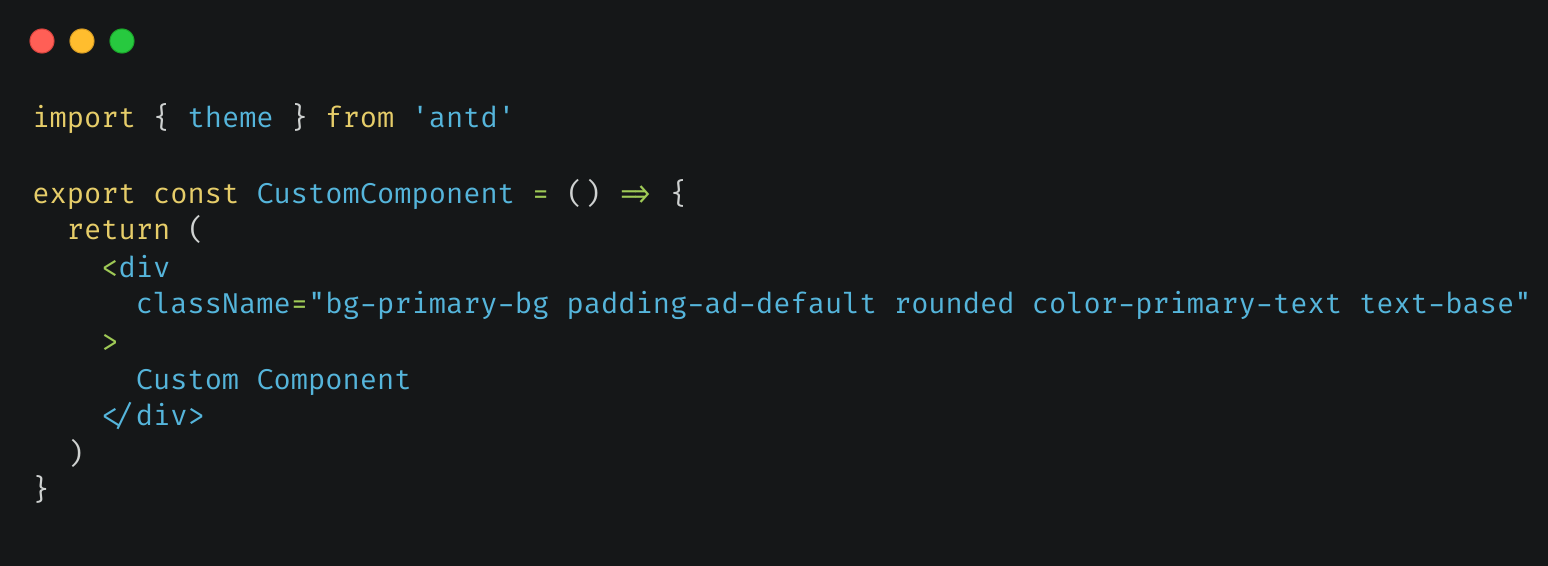 import { theme } from 'antd'
export const CustomComponent = () => {
return (
<div
className="bg-primary-bg padding-ad-default rounded color-primary-text text-base"
>
Custom Component
</div>
)
}